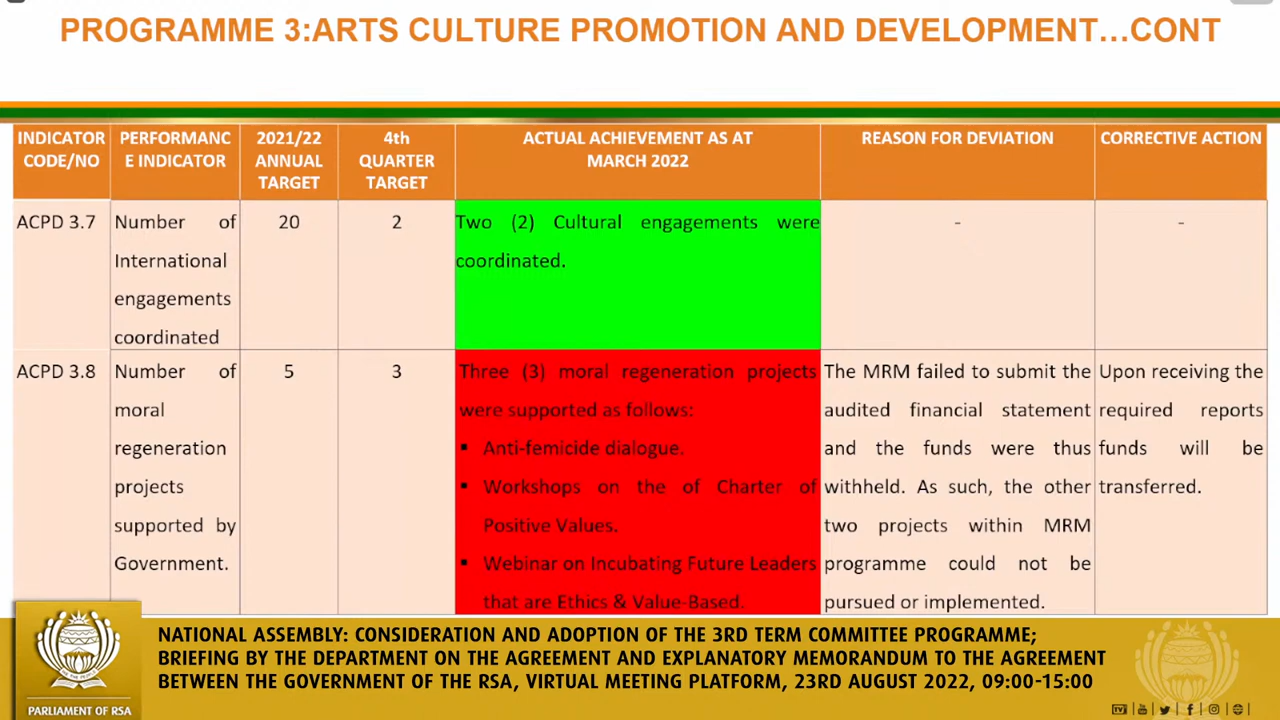 PROGRAMME 3:ARTS CULTURE PROMOTION AND DEVELOPMENT...CONT
INDICATOR
CODE/NO
PERFORMANC
E INDICATOR
2021/22
ANNUAL
TARGET
4th
QUARTER
TARGET
ACTUAL ACHIEVEMENT AS AT
MARCH 2022
REASON FOR DEVIATION
CORRECTIVE ACTION
ACPD 3.7
Number of
International
engagements
coordinated
20
2
Two (2) Cultural engagements were
coordinated.
-
-
ACPD 3.8
Number of
moral
regeneration
projects
supported by
Government.
5
3
Three (3) moral regeneration projects
were supported as follows:
▪ Anti-femicide dialogue.
▪ Workshops on the of Charter of
Positive Values.
▪ Webinar on Incubating Future Leaders
that are Ethics & Value-Based.
The MRM failed to submit the
audited financial statement
and the funds were thus
withheld. As such, the other
two projects within MRM
programme could not be
pursued or implemented.
Upon receiving the
required reports
funds will be
transferred.
NATIONAL ASSEMBLY: CONSIDERATION AND ADOPTION OF THE 3RD TERM COMMITTEE PROGRAMME;
BRIEFING BY THE DEPARTMENT ON THE AGREEMENT AND EXPLANATORY MEMORANDUM TO THE AGREEMENT
BETWEEN THE GOVERNMENT OF THE RSA, VIRTUAL MEETING PLATFORM, 23RD AUGUST 2022, 09:00-15:00
PARLIAMENT OF RSA